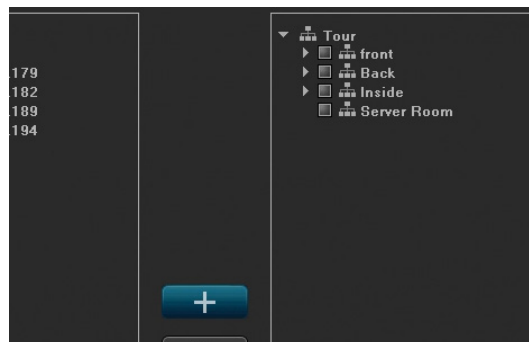 .179
.182
.189
.194
Tour
front
Back
Inside
Server Room
+